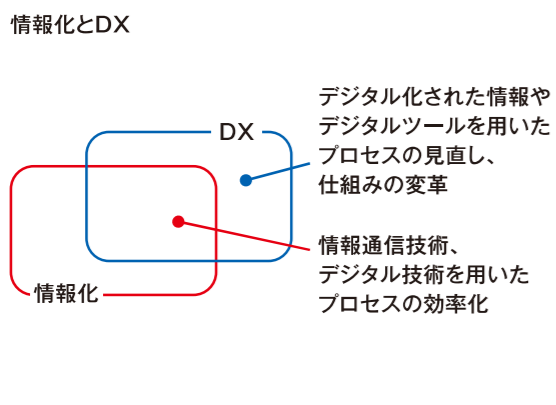 情報化とDX
DX
デジタル化された情報や
デジタルツールを用いた
プロセスの見直し、
仕組みの変革
情報通信技術、
デジタル技術を用いた
プロセスの効率化
情報化